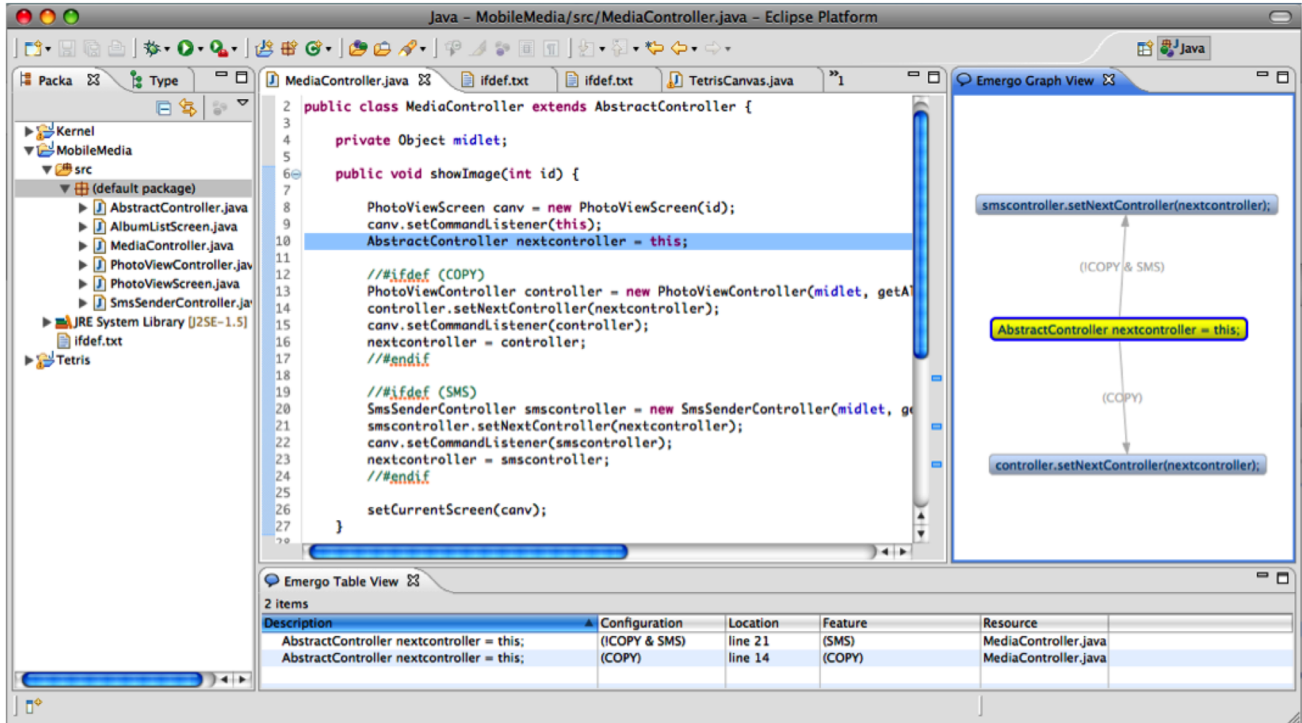 Java – MobileMedia/src/MediaController.java – Eclipse Platform
Java
Packa
Type
Kernel
MobileMedia
src
(default package)
AbstractController.java
AlbumListScreen.java
MediaController.java
PhotoViewController.jav
PhotoViewScreen.java
SmsSenderController.ja
JRE System Library [J2SE-1.5]
ifdef.txt
Tetris
MediaController.java
ifdef.txt
ifdef.txt
TetrisCanvas.java
»1
2 public class MediaController extends AbstractController {
3
4 private Object midlet;
5
6 public void showImage(int id) {
7
8 PhotoViewScreen canv = new PhotoViewScreen(id);
9 canv.setCommandListener(this);
10 AbstractController nextcontroller = this;
11
12 //#ifdef (COPY)
13 PhotoViewController controller = new PhotoViewController(midlet, getAl
14 controller.setNextController(nextcontroller);
15 canv.setCommandListener(controller);
16 nextcontroller = controller;
17 //#endif
18
19 //#ifdef (SMS)
20 SmsSenderController smscontroller = new SmsSenderController(midlet, ge
21 smscontroller.setNextController(nextcontroller);
22 canv.setCommandListener(smscontroller);
23 nextcontroller = smscontroller;
24 //#endif
25
26 setCurrentScreen(canv);
27 }
28
Emergo Graph View
smscontroller.setNextController(nextcontroller);
(!COPY & SMS)
AbstractController nextcontroller = this;
(COPY)
controller.setNextController(nextcontroller);
Emergo Table View
2 items
Description Configuration Location Feature Resource
AbstractController nextcontroller = this; (!COPY & SMS) line 21 (SMS) MediaController.java
AbstractController nextcontroller = this; (COPY) line 14 (COPY) MediaController.java